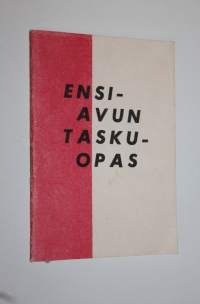 ENSI-
AVUN
TASKU-
OPAS